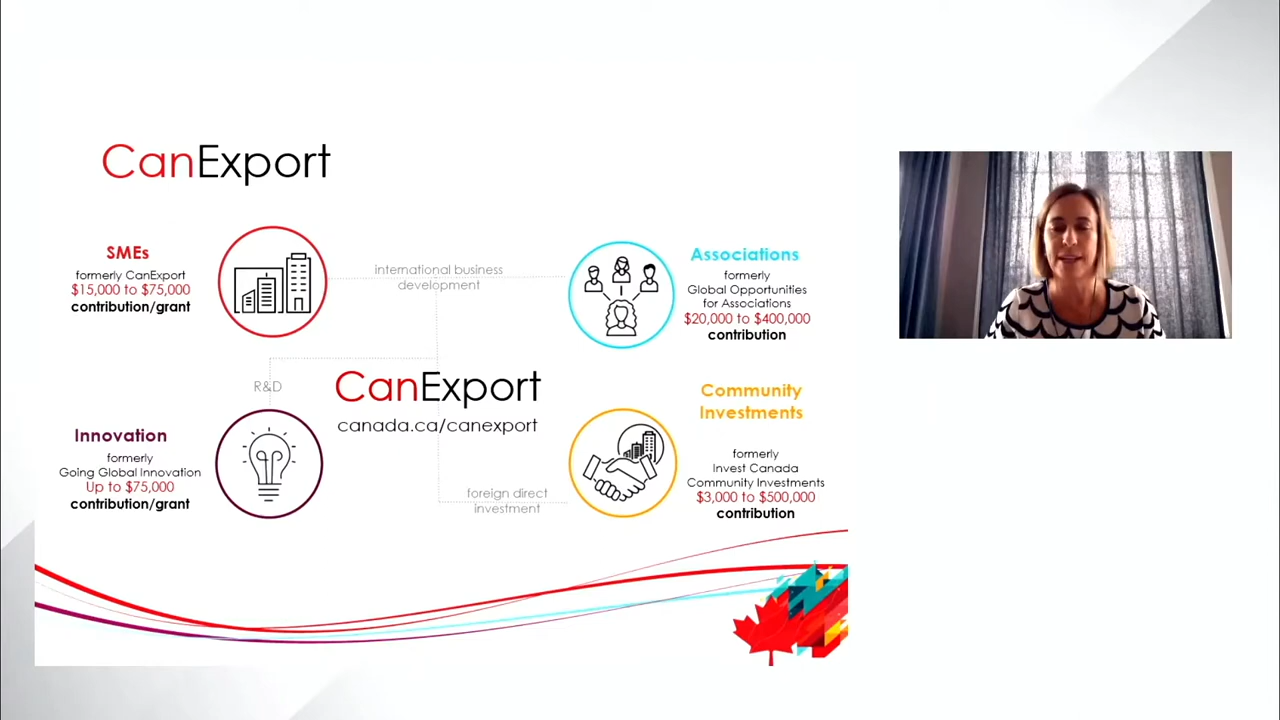 CanExport
SMEs
formerly CanExport
$15,000 to $75,000
contribution/grant
international business
development
Associations
formerly
Global Opportunities
for Associations
$20,000 to $400,000
contribution
R&D
CanExport
canada.ca/canexport
Innovation
formerly
Going Global Innovation
Up to $75,000
contribution/grant
foreign direct
investment
Community
Investments
formerly
Invest Canada
Community Investments
$3,000 to $500,000
contribution